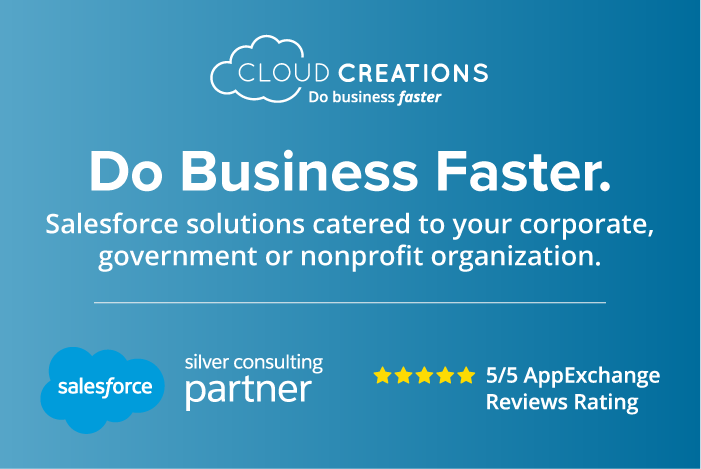 CLOUD CREATIONS
Do business faster
Do Business Faster.
Salesforce solutions catered to your corporate,
government or nonprofit organization.
salesforce
silver consulting
partner
5/5 AppExchange
Reviews Rating